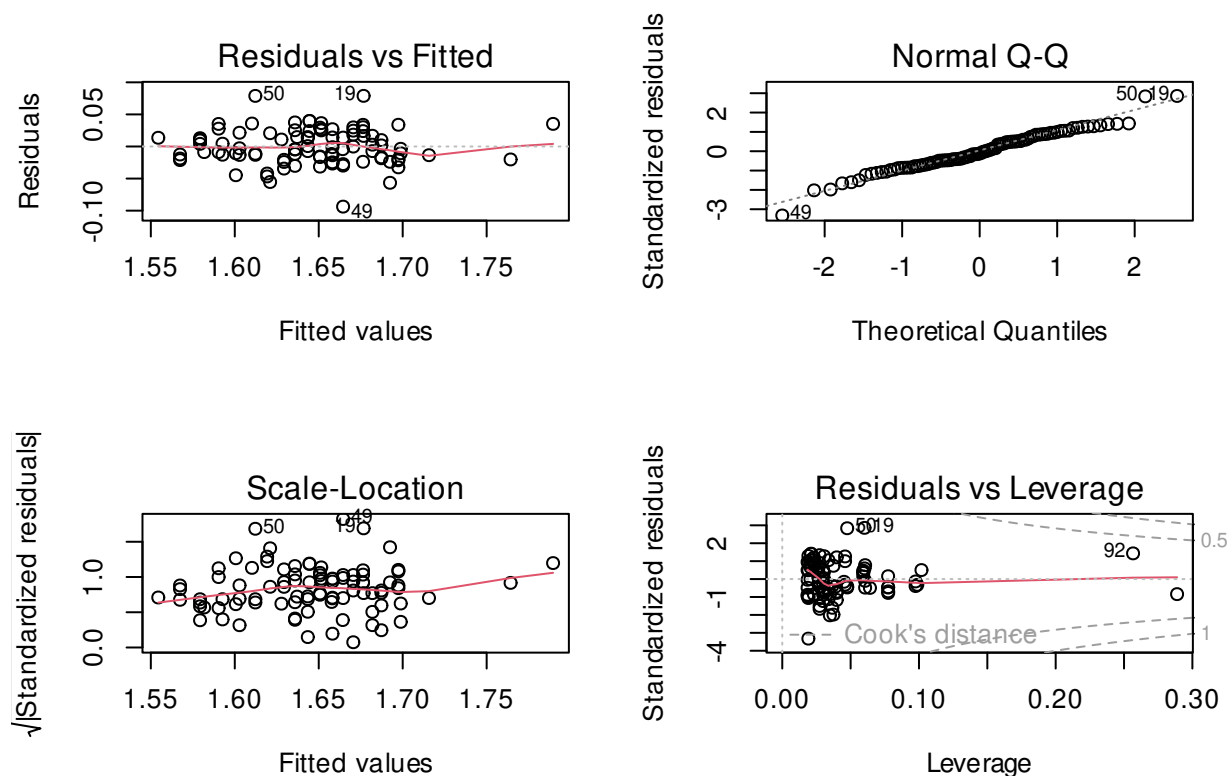 Residuals vs Fitted
Residuals
0.05
-0.10
50
19
49
1.55 1.60 1.65 1.70 1.75
Fitted values
Normal Q-Q
Standardized residuals
2
0
-3
50 19
49
-2 -1 0 1 2
Theoretical Quantiles
Scale-Location
√|Standardized residuals|
1.0
0.0
50
19
49
1.55 1.60 1.65 1.70 1.75
Fitted values
Residuals vs Leverage
Standardized residuals
2
-1
-4
50 19
92
0.5
1
Cook's distance
0.00 0.10 0.20 0.30
Leverage